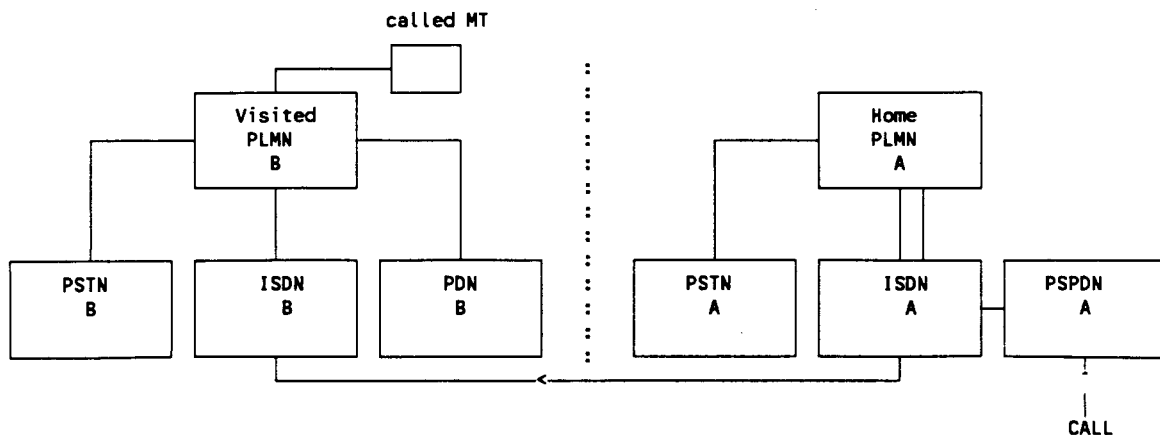 called MT
Visited
PLMN
B
Home
PLMN
A
PSTN
B
ISDN
B
PDN
B
PSTN
A
ISDN
A
PSPDN
A
CALL